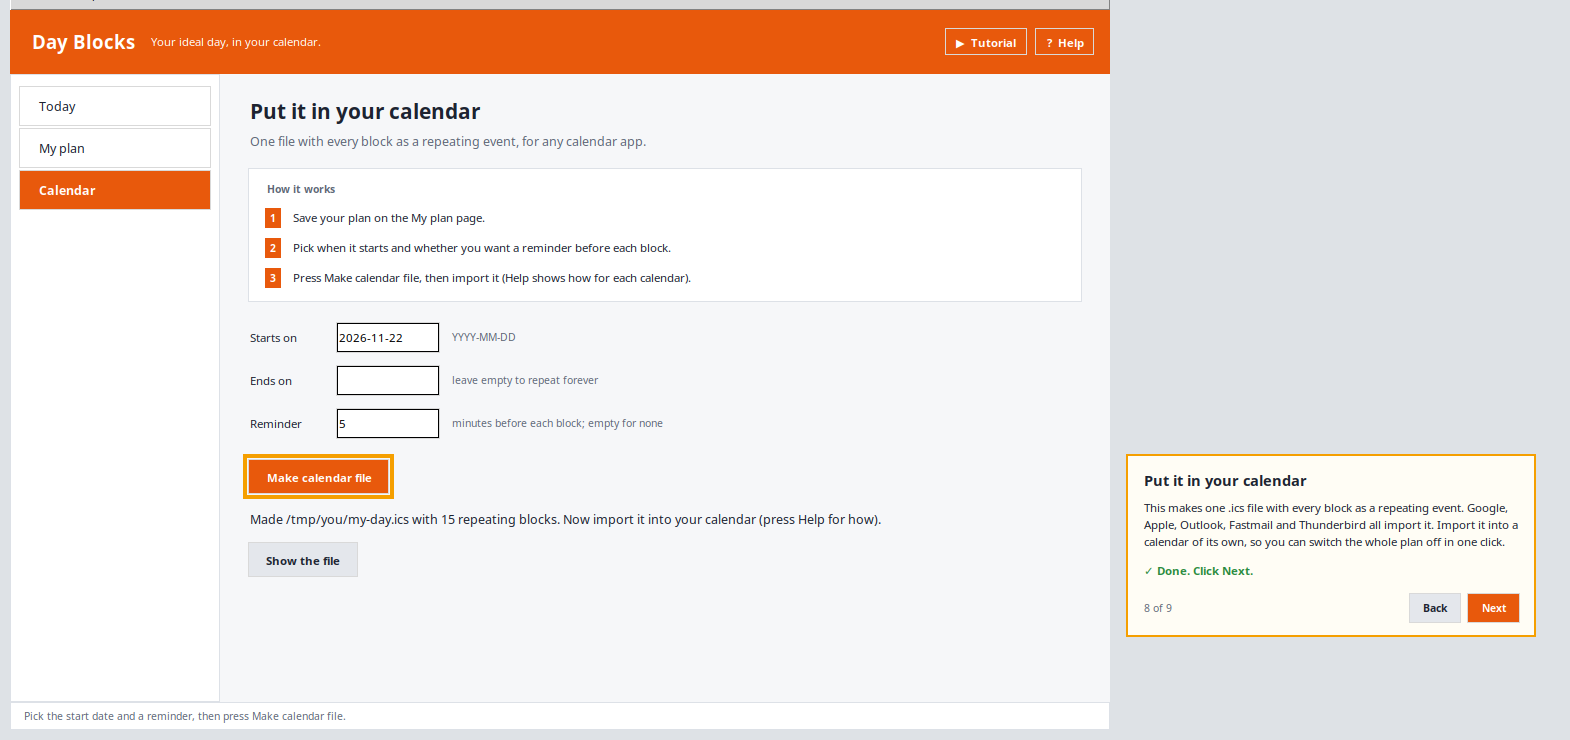 Day Blocks
Your ideal day, in your calendar.
▶ Tutorial
? Help
Today
My plan
Calendar
Put it in your calendar
One file with every block as a repeating event, for any calendar app.
How it works
1 Save your plan on the My plan page.
2 Pick when it starts and whether you want a reminder before each block.
3 Press Make calendar file, then import it (Help shows how for each calendar).
Starts on 2026-11-22 YYYY-MM-DD
Ends on leave empty to repeat forever
Reminder 5 minutes before each block; empty for none
Make calendar file
Made /tmp/you/my-day.ics with 15 repeating blocks. Now import it into your calendar (press Help for how).
Show the file
Pick the start date and a reminder, then press Make calendar file.
Put it in your calendar
This makes one .ics file with every block as a repeating event. Google,
Apple, Outlook, Fastmail and Thunderbird all import it. Import it into a
calendar of its own, so you can switch the whole plan off in one click.
✓ Done. Click Next.
8 of 9
Back
Next